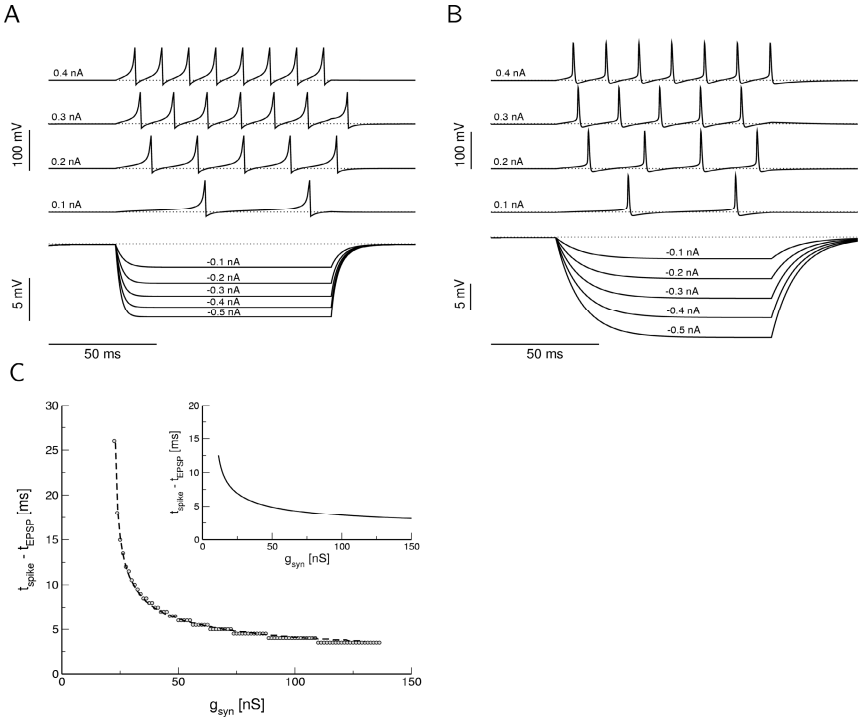 A
0.4 nA
0.3 nA
0.2 nA
0.1 nA
100 mV
-0.1 nA
-0.2 nA
-0.3 nA
-0.4 nA
-0.5 nA
5 mV
50 ms
B
0.4 nA
0.3 nA
0.2 nA
0.1 nA
100 mV
-0.1 nA
-0.2 nA
-0.3 nA
-0.4 nA
-0.5 nA
5 mV
50 ms
C
30
25
20
15
10
5
0
t_spike - t_EPSP [ms]
0 50 100 150
g_syn [nS]
20
15
10
5
0
t_spike - t_EPSP [ms]
0 50 100 150
g_syn [nS]